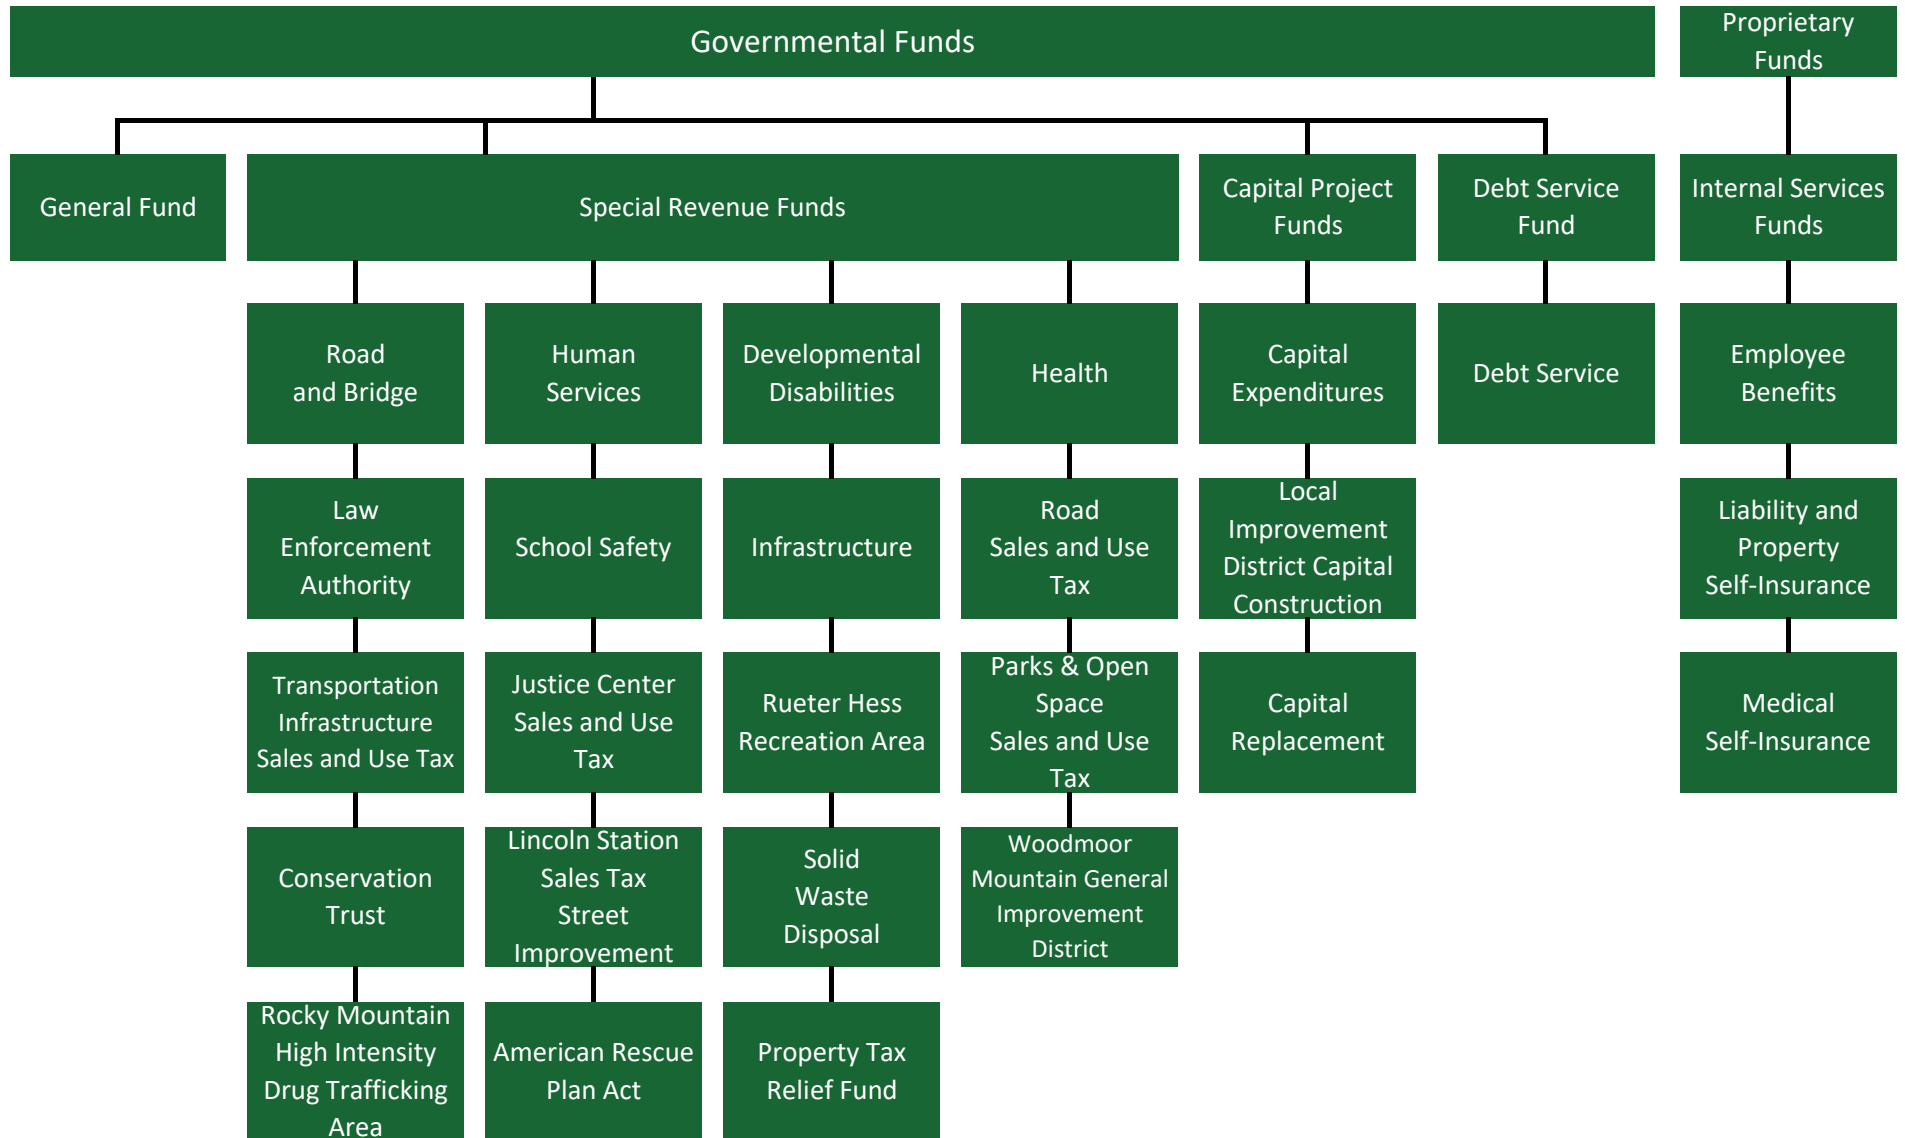 Governmental Funds
Proprietary
Funds
General Fund
Special Revenue Funds
Capital Project
Funds
Debt Service
Fund
Internal Services
Funds
Road
and Bridge
Human
Services
Developmental
Disabilities
Health
Capital
Expenditures
Debt Service
Employee
Benefits
Law
Enforcement
Authority
School Safety
Infrastructure
Road
Sales and Use
Tax
Local
Improvement
District Capital
Construction
Liability and
Property
Self-Insurance
Transportation
Infrastructure
Sales and Use Tax
Justice Center
Sales and Use
Tax
Rueter Hess
Recreation Area
Parks & Open
Space
Sales and Use
Tax
Capital
Replacement
Medical
Self-Insurance
Conservation
Trust
Lincoln Station
Sales Tax
Street
Improvement
Solid
Waste
Disposal
Woodmoor
Mountain General
Improvement
District
Rocky Mountain
High Intensity
Drug Trafficking
Area
American Rescue
Plan Act
Property Tax
Relief Fund